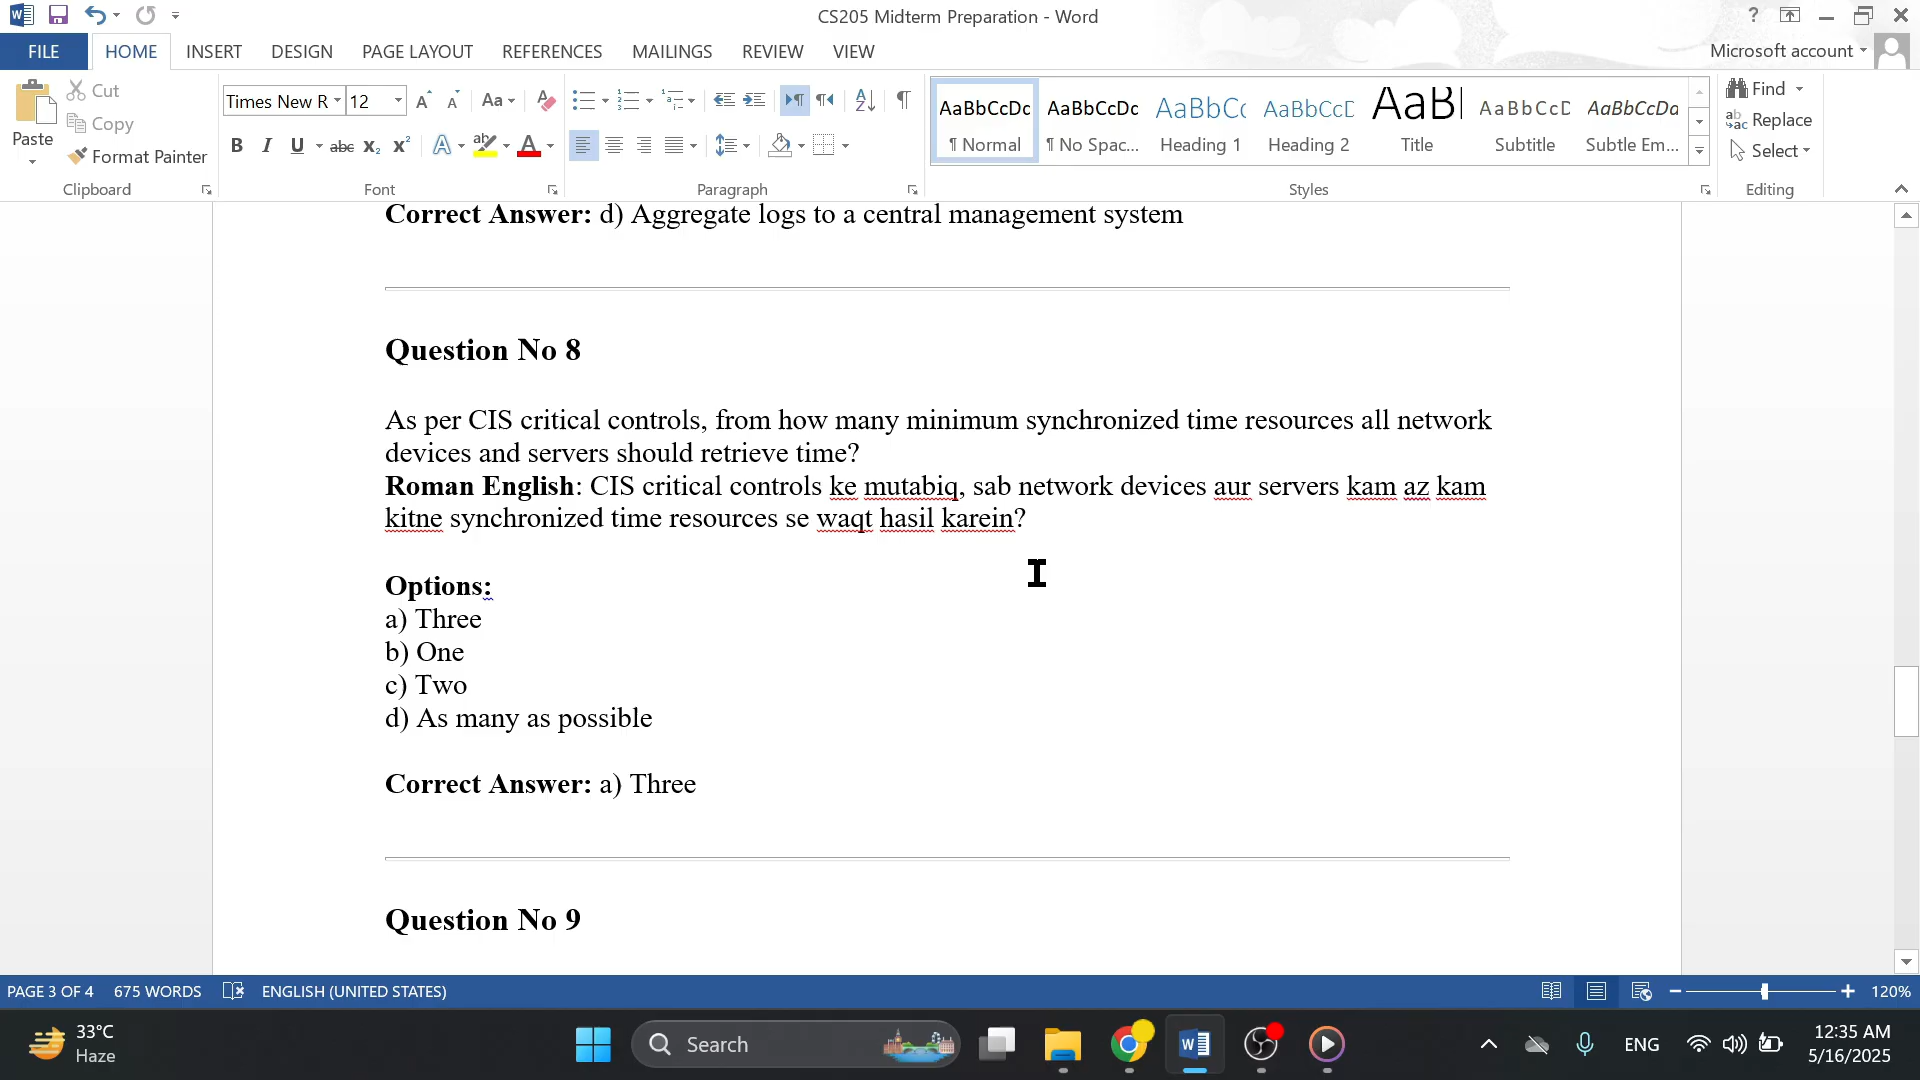 CS205 Midterm Preparation - Word
FILE HOME INSERT DESIGN PAGE LAYOUT REFERENCES MAILINGS REVIEW VIEW Microsoft account
Paste
Cut
Copy
Format Painter
Clipboard
Times New R 12
Font
Paragraph
AaBbCcDc AaBbCcDc AaBbCc AaBbCcD AaB AaBbCcD AaBbCcDd
¶ Normal ¶ No Spac... Heading 1 Heading 2 Title Subtitle Subtle Em...
Styles
Find
Replace
Select
Editing
Correct Answer: d) Aggregate logs to a central management system
Question No 8
As per CIS critical controls, from how many minimum synchronized time resources all network
devices and servers should retrieve time?
Roman English: CIS critical controls ke mutabiq, sab network devices aur servers kam az kam
kitne synchronized time resources se waqt hasil karein?
Options:
a) Three
b) One
c) Two
d) As many as possible
Correct Answer: a) Three
Question No 9
PAGE 3 OF 4 675 WORDS ENGLISH (UNITED STATES) 120%
33°C
Haze
Search
ENG
12:35 AM
5/16/2025